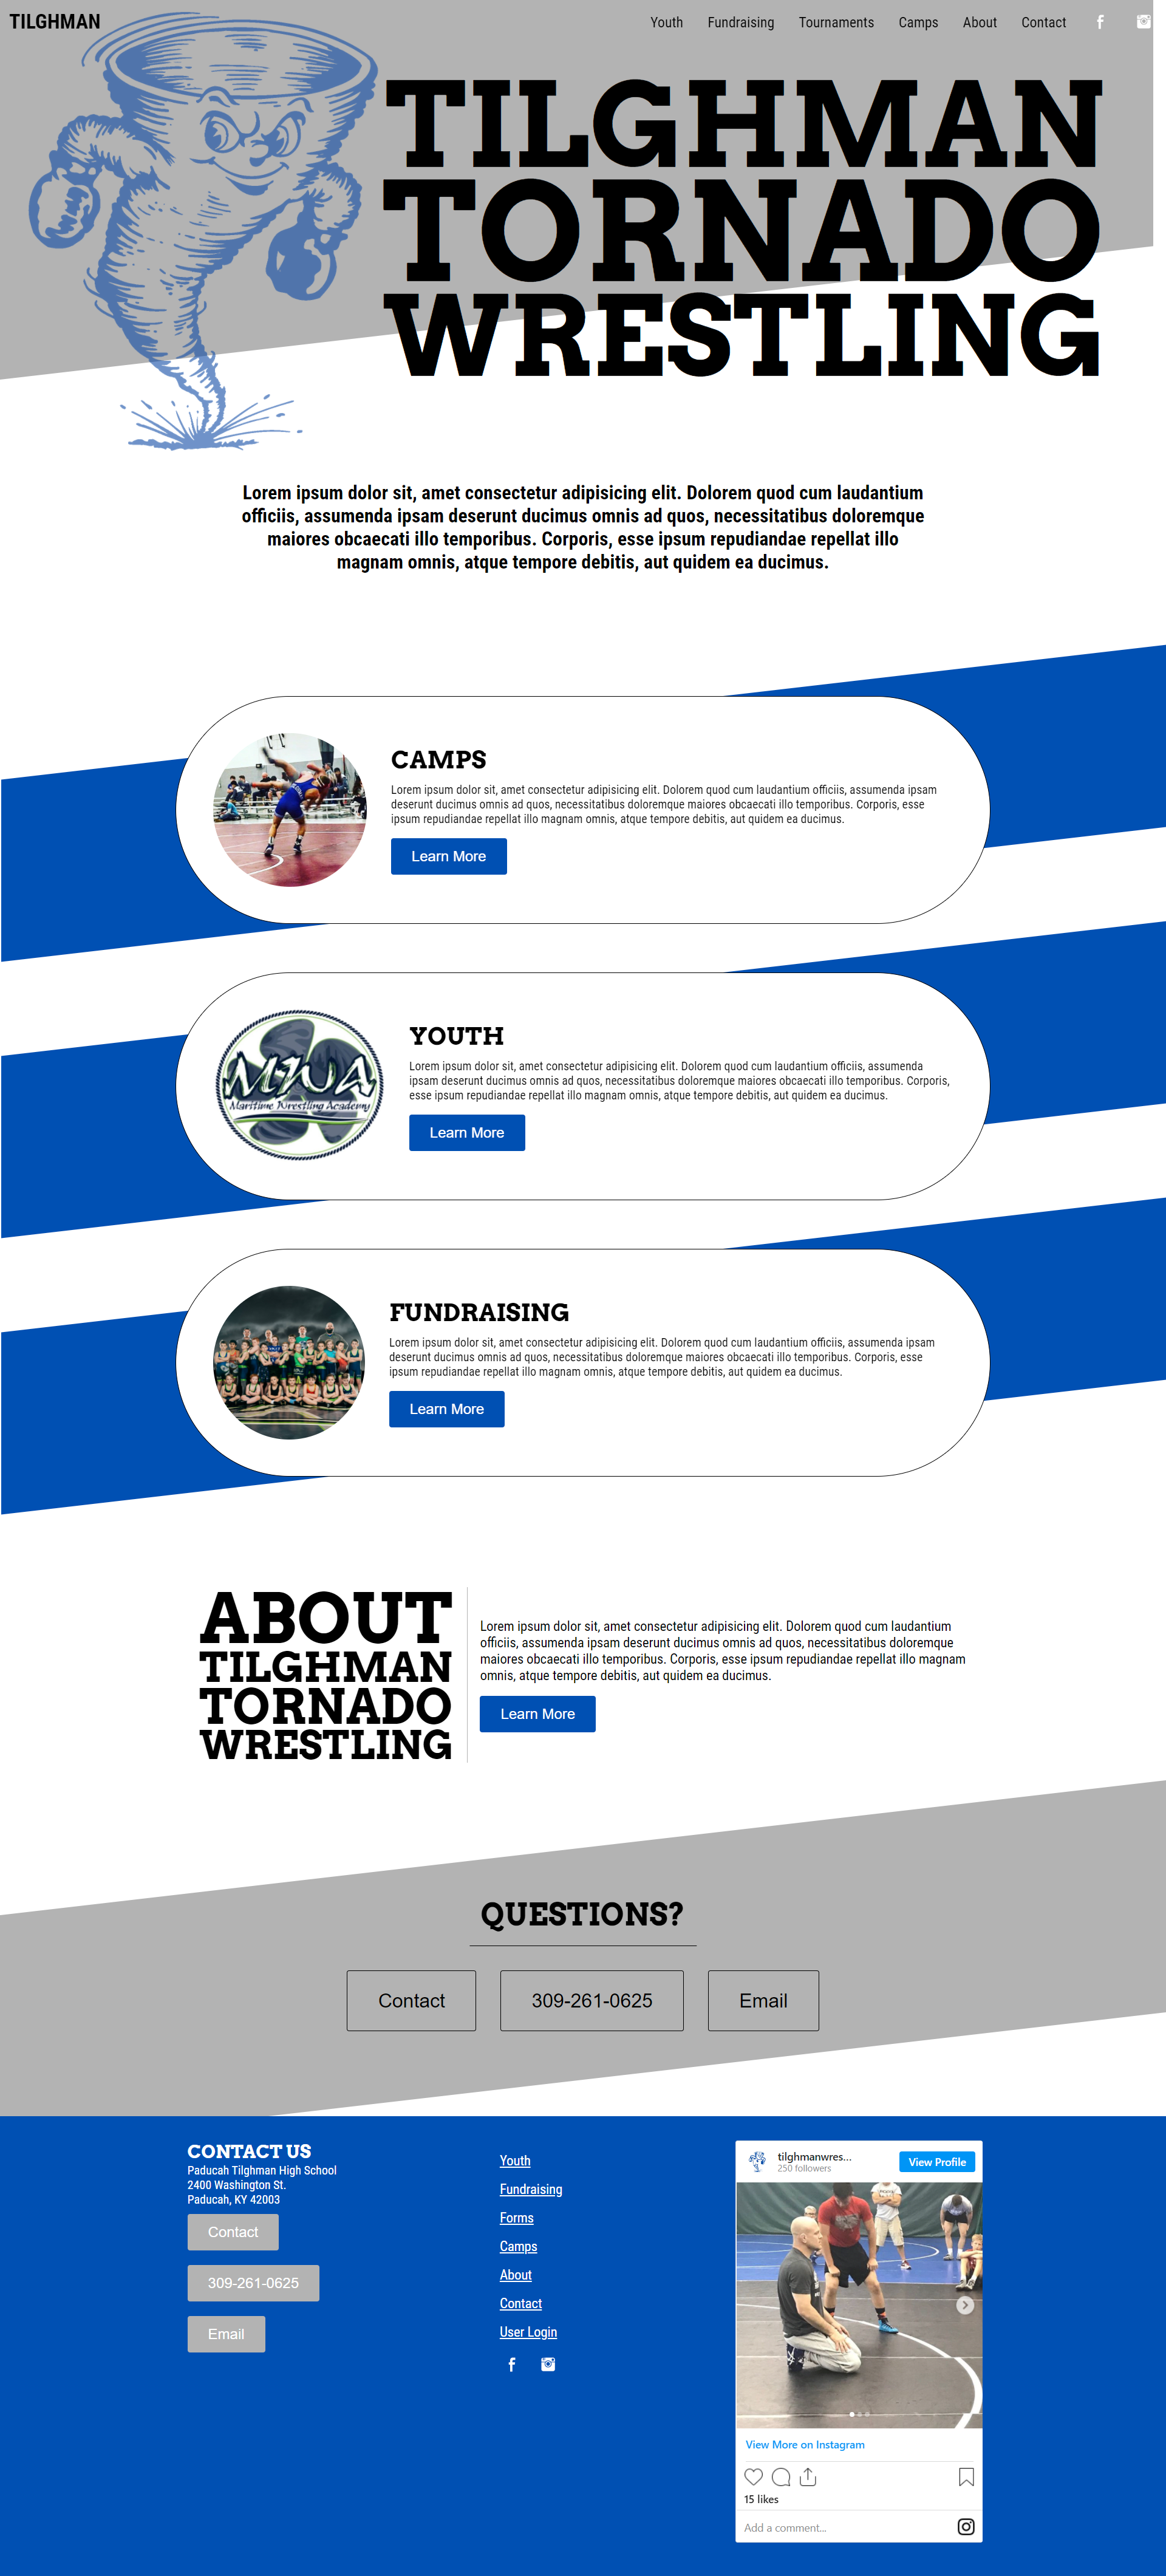 TILGHMAN
Youth Fundraising Tournaments Camps About Contact
TILGHMAN
TORNADO
WRESTLING
Lorem ipsum dolor sit, amet consectetur adipisicing elit. Dolorem quod cum laudantium
officiis, assumenda ipsam deserunt ducimus omnis ad quos, necessitatibus doloremque
maiores obcaecati illo temporibus. Corporis, esse ipsum repudiandae repellat illo
magnam omnis, atque tempore debitis, aut quidem ea ducimus.
CAMPS
Lorem ipsum dolor sit, amet consectetur adipisicing elit. Dolorem quod cum laudantium officiis, assumenda ipsam
deserunt ducimus omnis ad quos, necessitatibus doloremque maiores obcaecati illo temporibus. Corporis, esse
ipsum repudiandae repellat illo magnam omnis, atque tempore debitis, aut quidem ea ducimus.
Learn More
MWA
Maritime Wrestling Academy
YOUTH
Lorem ipsum dolor sit, amet consectetur adipisicing elit. Dolorem quod cum laudantium officiis, assumenda
ipsam deserunt ducimus omnis ad quos, necessitatibus doloremque maiores obcaecati illo temporibus. Corporis,
esse ipsum repudiandae repellat illo magnam omnis, atque tempore debitis, aut quidem ea ducimus.
Learn More
FUNDRAISING
Lorem ipsum dolor sit, amet consectetur adipisicing elit. Dolorem quod cum laudantium officiis, assumenda ipsam
deserunt ducimus omnis ad quos, necessitatibus doloremque maiores obcaecati illo temporibus. Corporis, esse
ipsum repudiandae repellat illo magnam omnis, atque tempore debitis, aut quidem ea ducimus.
Learn More
ABOUT
TILGHMAN
TORNADO
WRESTLING
Lorem ipsum dolor sit, amet consectetur adipisicing elit. Dolorem quod cum laudantium
officiis, assumenda ipsam deserunt ducimus omnis ad quos, necessitatibus doloremque
maiores obcaecati illo temporibus. Corporis, esse ipsum repudiandae repellat illo magnam
omnis, atque tempore debitis, aut quidem ea ducimus.
Learn More
QUESTIONS?
Contact 309-261-0625 Email
CONTACT US
Paducah Tilghman High School
2400 Washington St.
Paducah, KY 42003
Contact
309-261-0625
Email
Youth
Fundraising
Forms
Camps
About
Contact
User Login
tilghmanwres...
250 followers
View Profile
View More on Instagram
15 likes
Add a comment...